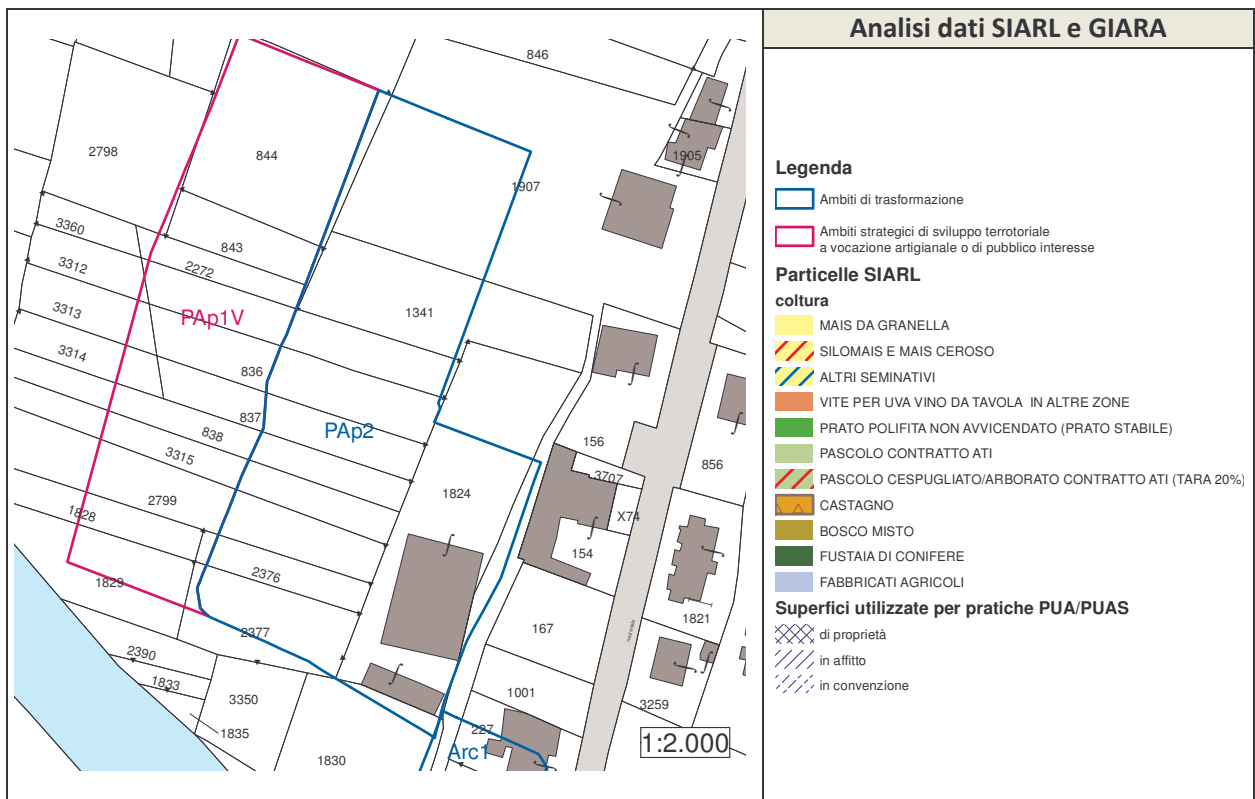 Analisi dati SIARL e GIARA
846
1905
2798
844
1907
3360
843
2272
3312
3313
PAp1V
1341
3314
836
837
PAp2
838
3315
156
3707
856
1824
2799
X74
1828
154
1829
2376
1821
167
2377
2390
1833
3350
1001
3259
1835
227
Arc1
1830
1:2.000
Legenda
Ambiti di trasformazione
Ambiti strategici di sviluppo terrotoriale
a vocazione artigianale o di pubblico interesse
Particelle SIARL
coltura
MAIS DA GRANELLA
SILOMAIS E MAIS CEROSO
ALTRI SEMINATIVI
VITE PER UVA VINO DA TAVOLA IN ALTRE ZONE
PRATO POLIFITA NON AVVICENDATO (PRATO STABILE)
PASCOLO CONTRATTO ATI
PASCOLO CESPUGLIATO/ARBORATO CONTRATTO ATI (TARA 20%)
CASTAGNO
BOSCO MISTO
FUSTAIA DI CONIFERE
FABBRICATI AGRICOLI
Superfici utilizzate per pratiche PUA/PUAS
di proprietà
in affitto
in convenzione